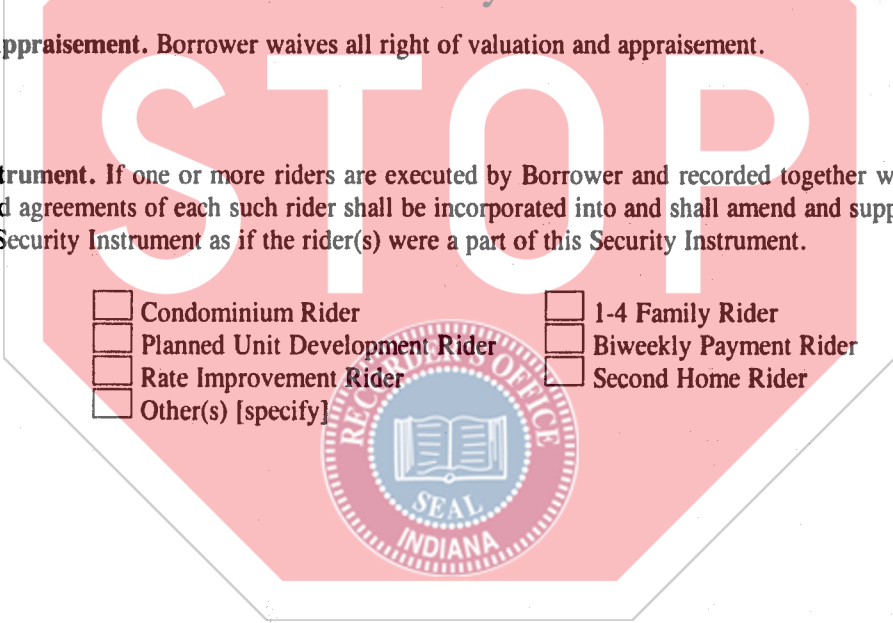 ppraisement. Borrower waives all right of valuation and appraisement.
STOP
trument. If one or more riders are executed by Borrower and recorded together w
d agreements of each such rider shall be incorporated into and shall amend and supp
Security Instrument as if the rider(s) were a part of this Security Instrument.
Condominium Rider 1-4 Family Rider
Planned Unit Development Rider Biweekly Payment Rider
Rate Improvement Rider Second Home Rider
Other(s) [specify]
RECORDER'S OFFICE
SEAL
INDIANA